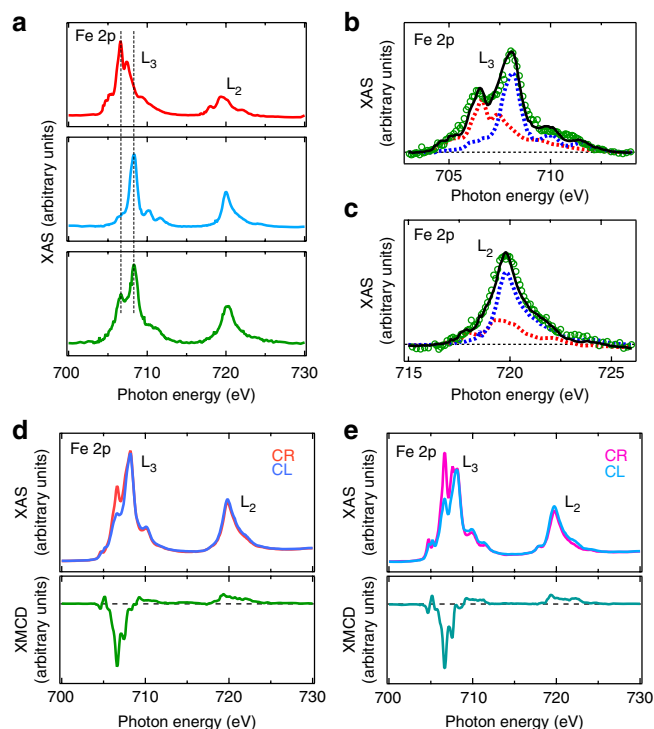 a
Fe 2p
L3
L2
XAS (arbitrary units)
700
710
720
730
Photon energy (eV)
b
Fe 2p
L3
XAS
(arbitrary units)
705
710
Photon energy (eV)
c
Fe 2p
L2
XAS
(arbitrary units)
715
720
725
Photon energy (eV)
d
Fe 2p
CR
CL
L3
L2
XAS
(arbitrary units)
XMCD
(arbitrary units)
700
710
720
730
Photon energy (eV)
e
Fe 2p
CR
CL
L3
L2
XAS
(arbitrary units)
XMCD
(arbitrary units)
700
710
720
730
Photon energy (eV)